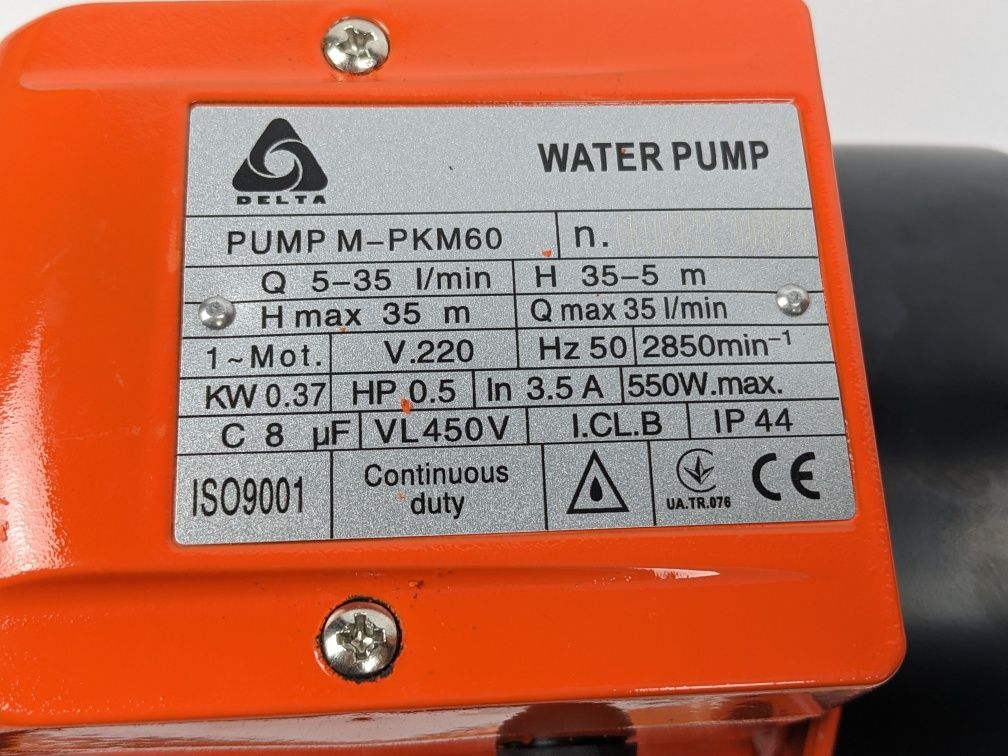 DELTA
WATER PUMP
PUMP M-PKM60 n.
Q 5-35 l/min H 35-5 m
H max 35 m Q max 35 l/min
1~Mot. V.220 Hz 50 2850min⁻¹
KW 0.37 HP 0.5 In 3.5 A 550W.max.
C 8 µF VL450V I.CL.B IP 44
ISO9001
Continuous
duty
UA.TR.076
CE